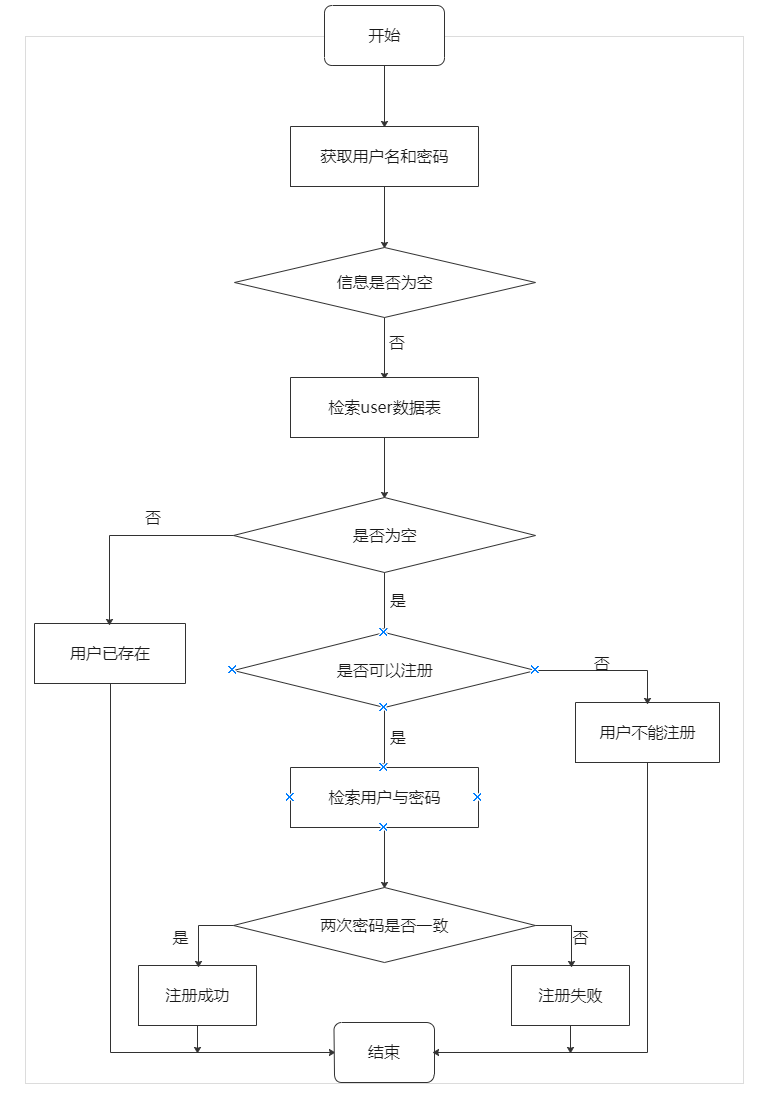 开始
获取用户名和密码
信息是否为空
否
检索user数据表
否
是否为空
是
用户已存在
是否可以注册
否
用户不能注册
是
检索用户与密码
两次密码是否一致
是
否
注册成功
注册失败
结束